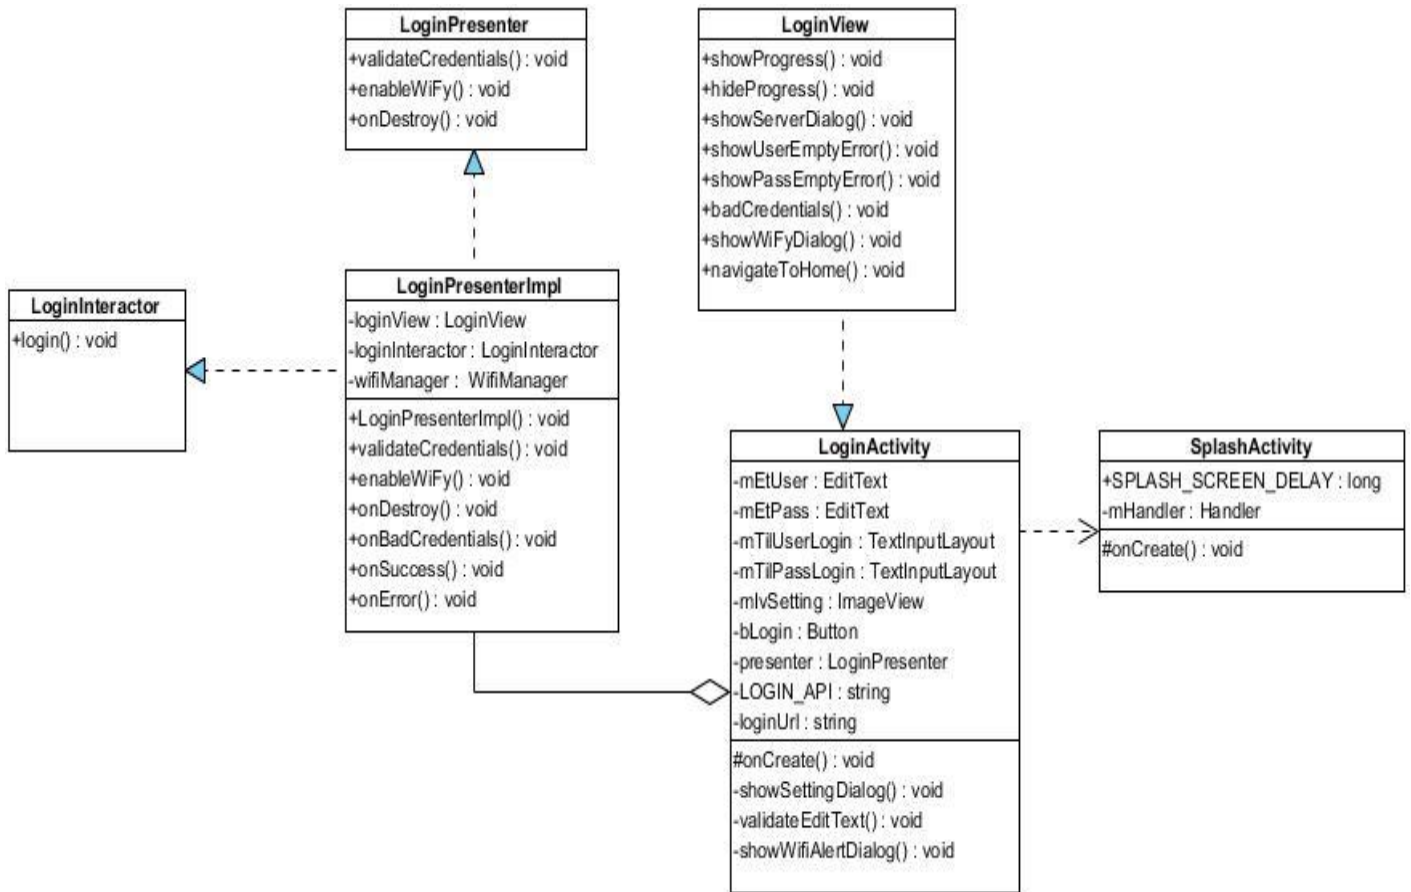 LoginPresenter
+validateCredentials() : void
+enableWiFy() : void
+onDestroy() : void
LoginView
+showProgress() : void
+hideProgress() : void
+showServerDialog() : void
+showUserEmptyError() : void
+showPassEmptyError() : void
+badCredentials() : void
+showWiFyDialog() : void
+navigateToHome() : void
LoginInteractor
+login() : void
LoginPresenterImpl
-loginView : LoginView
-loginInteractor : LoginInteractor
-wifiManager : WifiManager
+LoginPresenterImpl() : void
+validateCredentials() : void
+enableWiFy() : void
+onDestroy() : void
+onBadCredentials() : void
+onSuccess() : void
+onError() : void
LoginActivity
-mEtUser : EditText
-mEtPass : EditText
-mTilUserLogin : TextInputLayout
-mTilPassLogin : TextInputLayout
-mIvSetting : ImageView
-bLogin : Button
-presenter : LoginPresenter
-LOGIN_API : string
-loginUrl : string
#onCreate() : void
-showSettingDialog() : void
-validateEditText() : void
-showWifiAlertDialog() : void
SplashActivity
+SPLASH_SCREEN_DELAY : long
-mHandler : Handler
#onCreate() : void